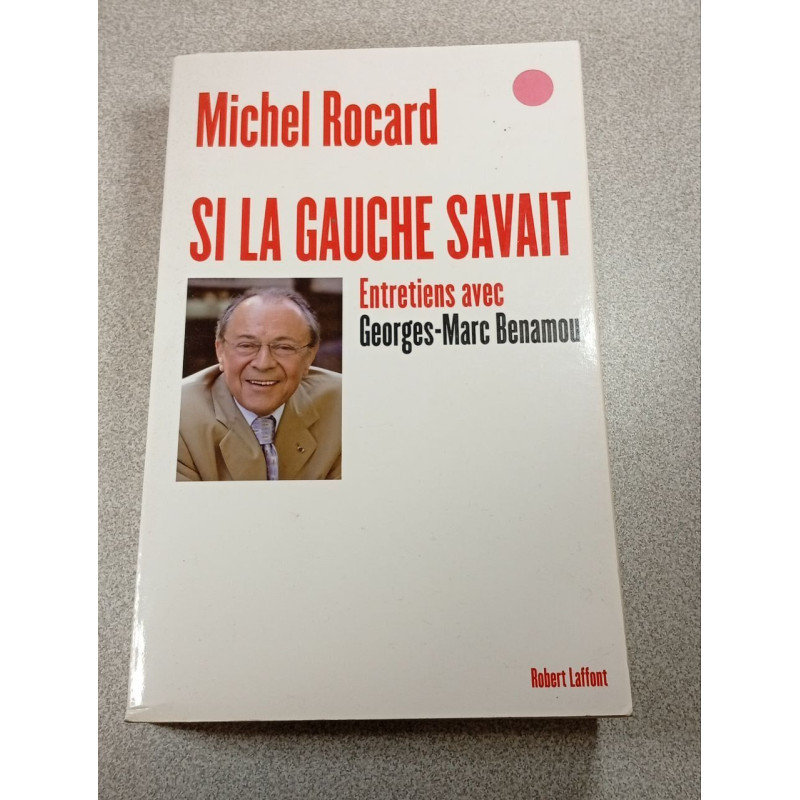 Michel Rocard
SI LA GAUCHE SAVAIT
Entretiens avec
Georges-Marc Benamou
Robert Laffont